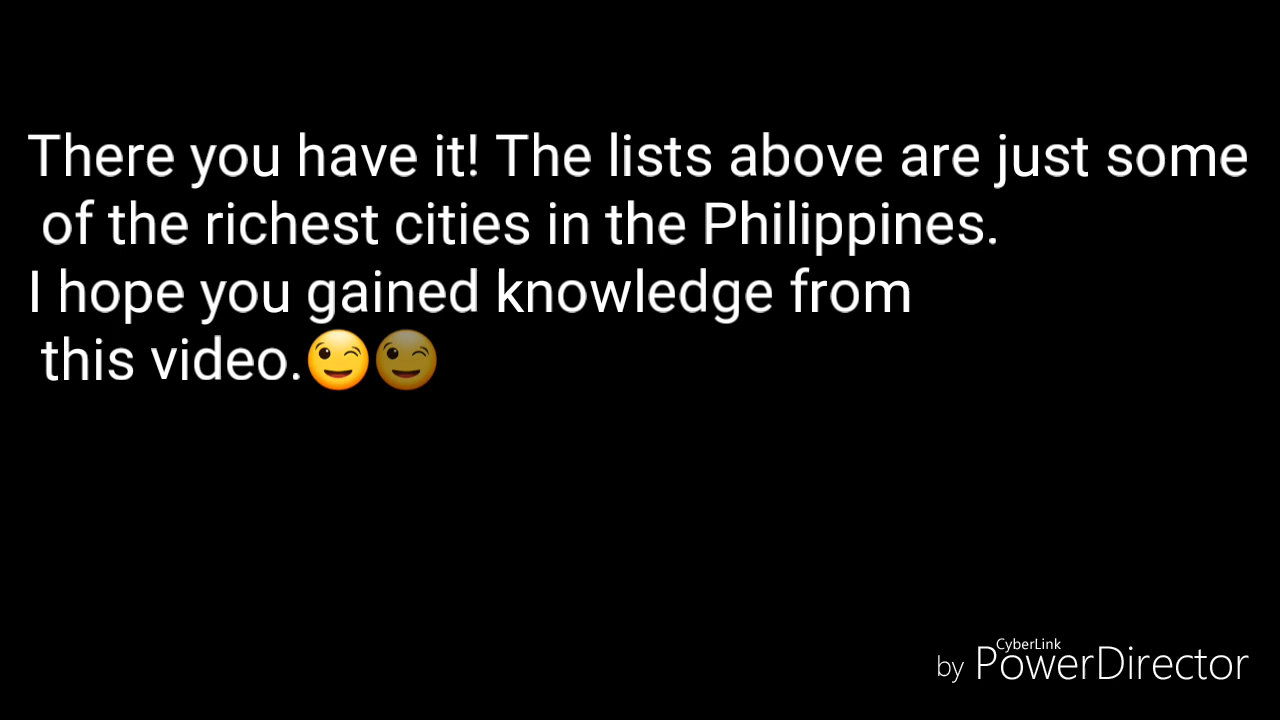 There you have it! The lists above are just some
of the richest cities in the Philippines.
I hope you gained knowledge from
this video.😉😉
CyberLink
by PowerDirector